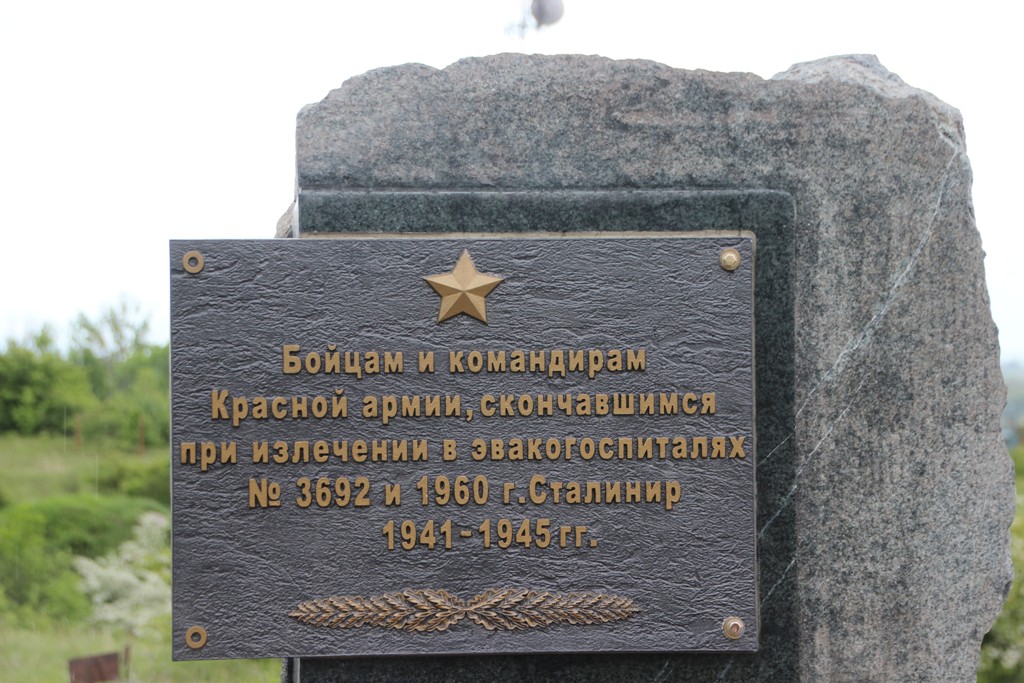 Бойцам и командирам
Красной армии, скончавшимся
при излечении в эвакогоспиталях
№ 3692 и 1960 г.Сталинир
1941-1945гг.